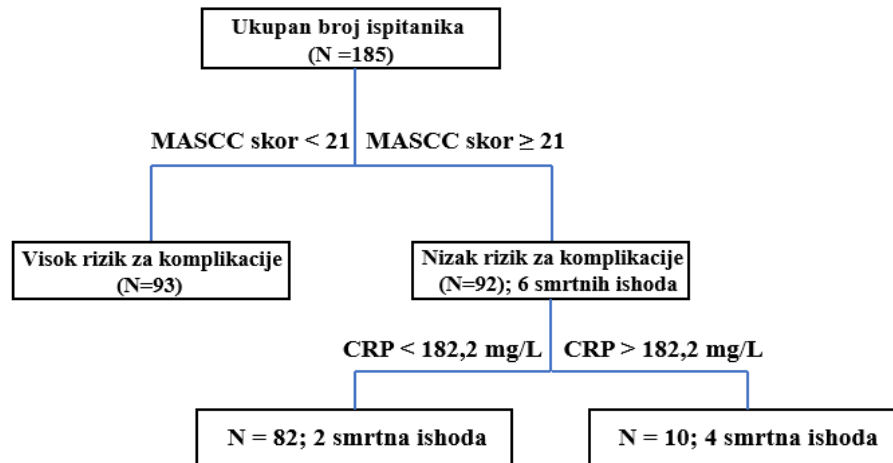 Ukupan broj ispitanika
(N =185)
MASCC skor < 21
MASCC skor ≥ 21
Visok rizik za komplikacije
(N=93)
Nizak rizik za komplikacije
(N=92); 6 smrtnih ishoda
CRP < 182,2 mg/L
CRP > 182,2 mg/L
N = 82; 2 smrtna ishoda
N = 10; 4 smrtna ishoda